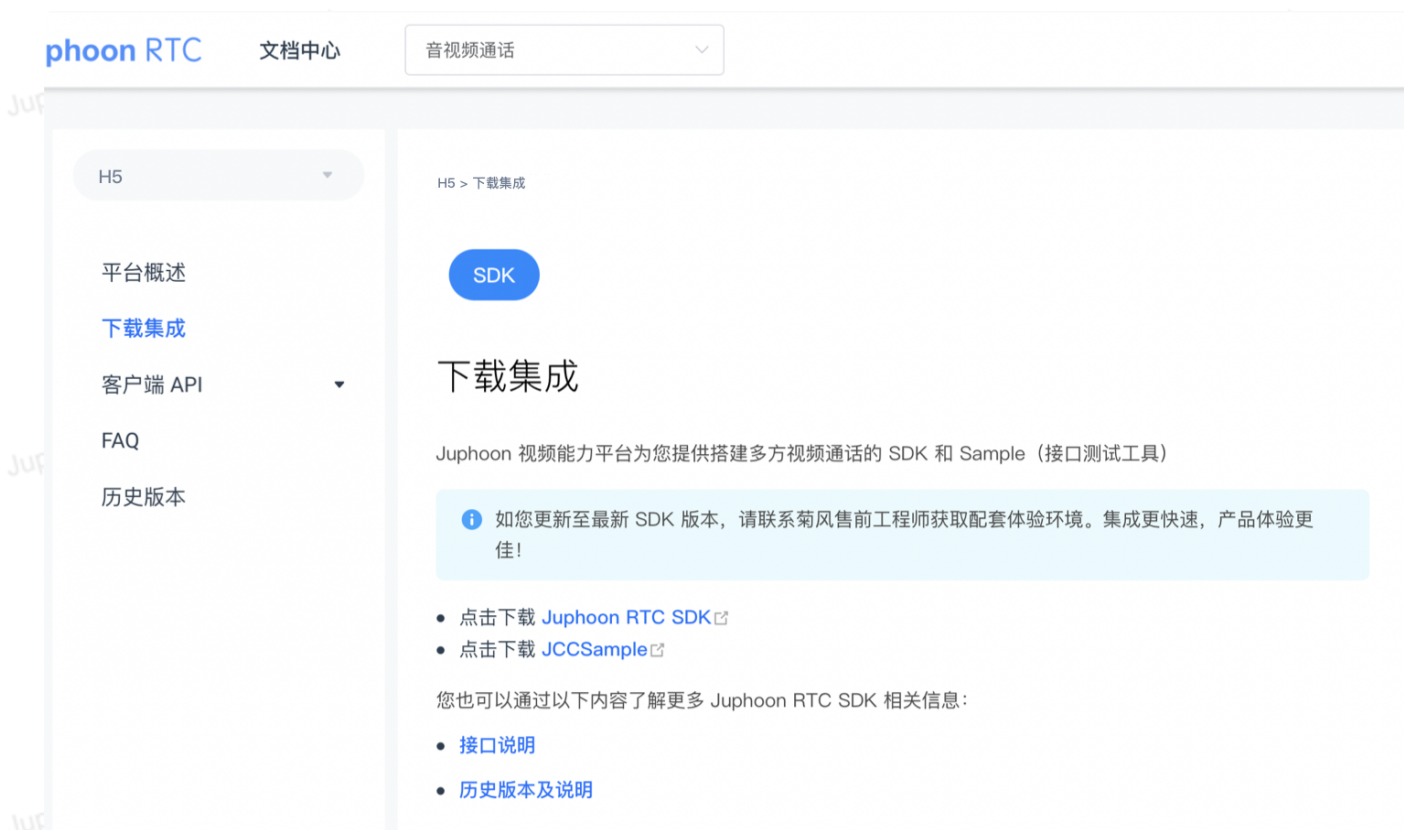 phoon RTC
文档中心
音视频通话
H5
平台概述
下载集成
客户端 API
FAQ
历史版本
H5 > 下载集成
SDK
下载集成
Juphoon 视频能力平台为您提供搭建多方视频通话的 SDK 和 Sample（接口测试工具）
如您更新至最新 SDK 版本，请联系菊风售前工程师获取配套体验环境。集成更快速，产品体验更
佳！
点击下载 Juphoon RTC SDK
点击下载 JCCSample
您也可以通过以下内容了解更多 Juphoon RTC SDK 相关信息：
接口说明
历史版本及说明
Jup
Jup
Jup